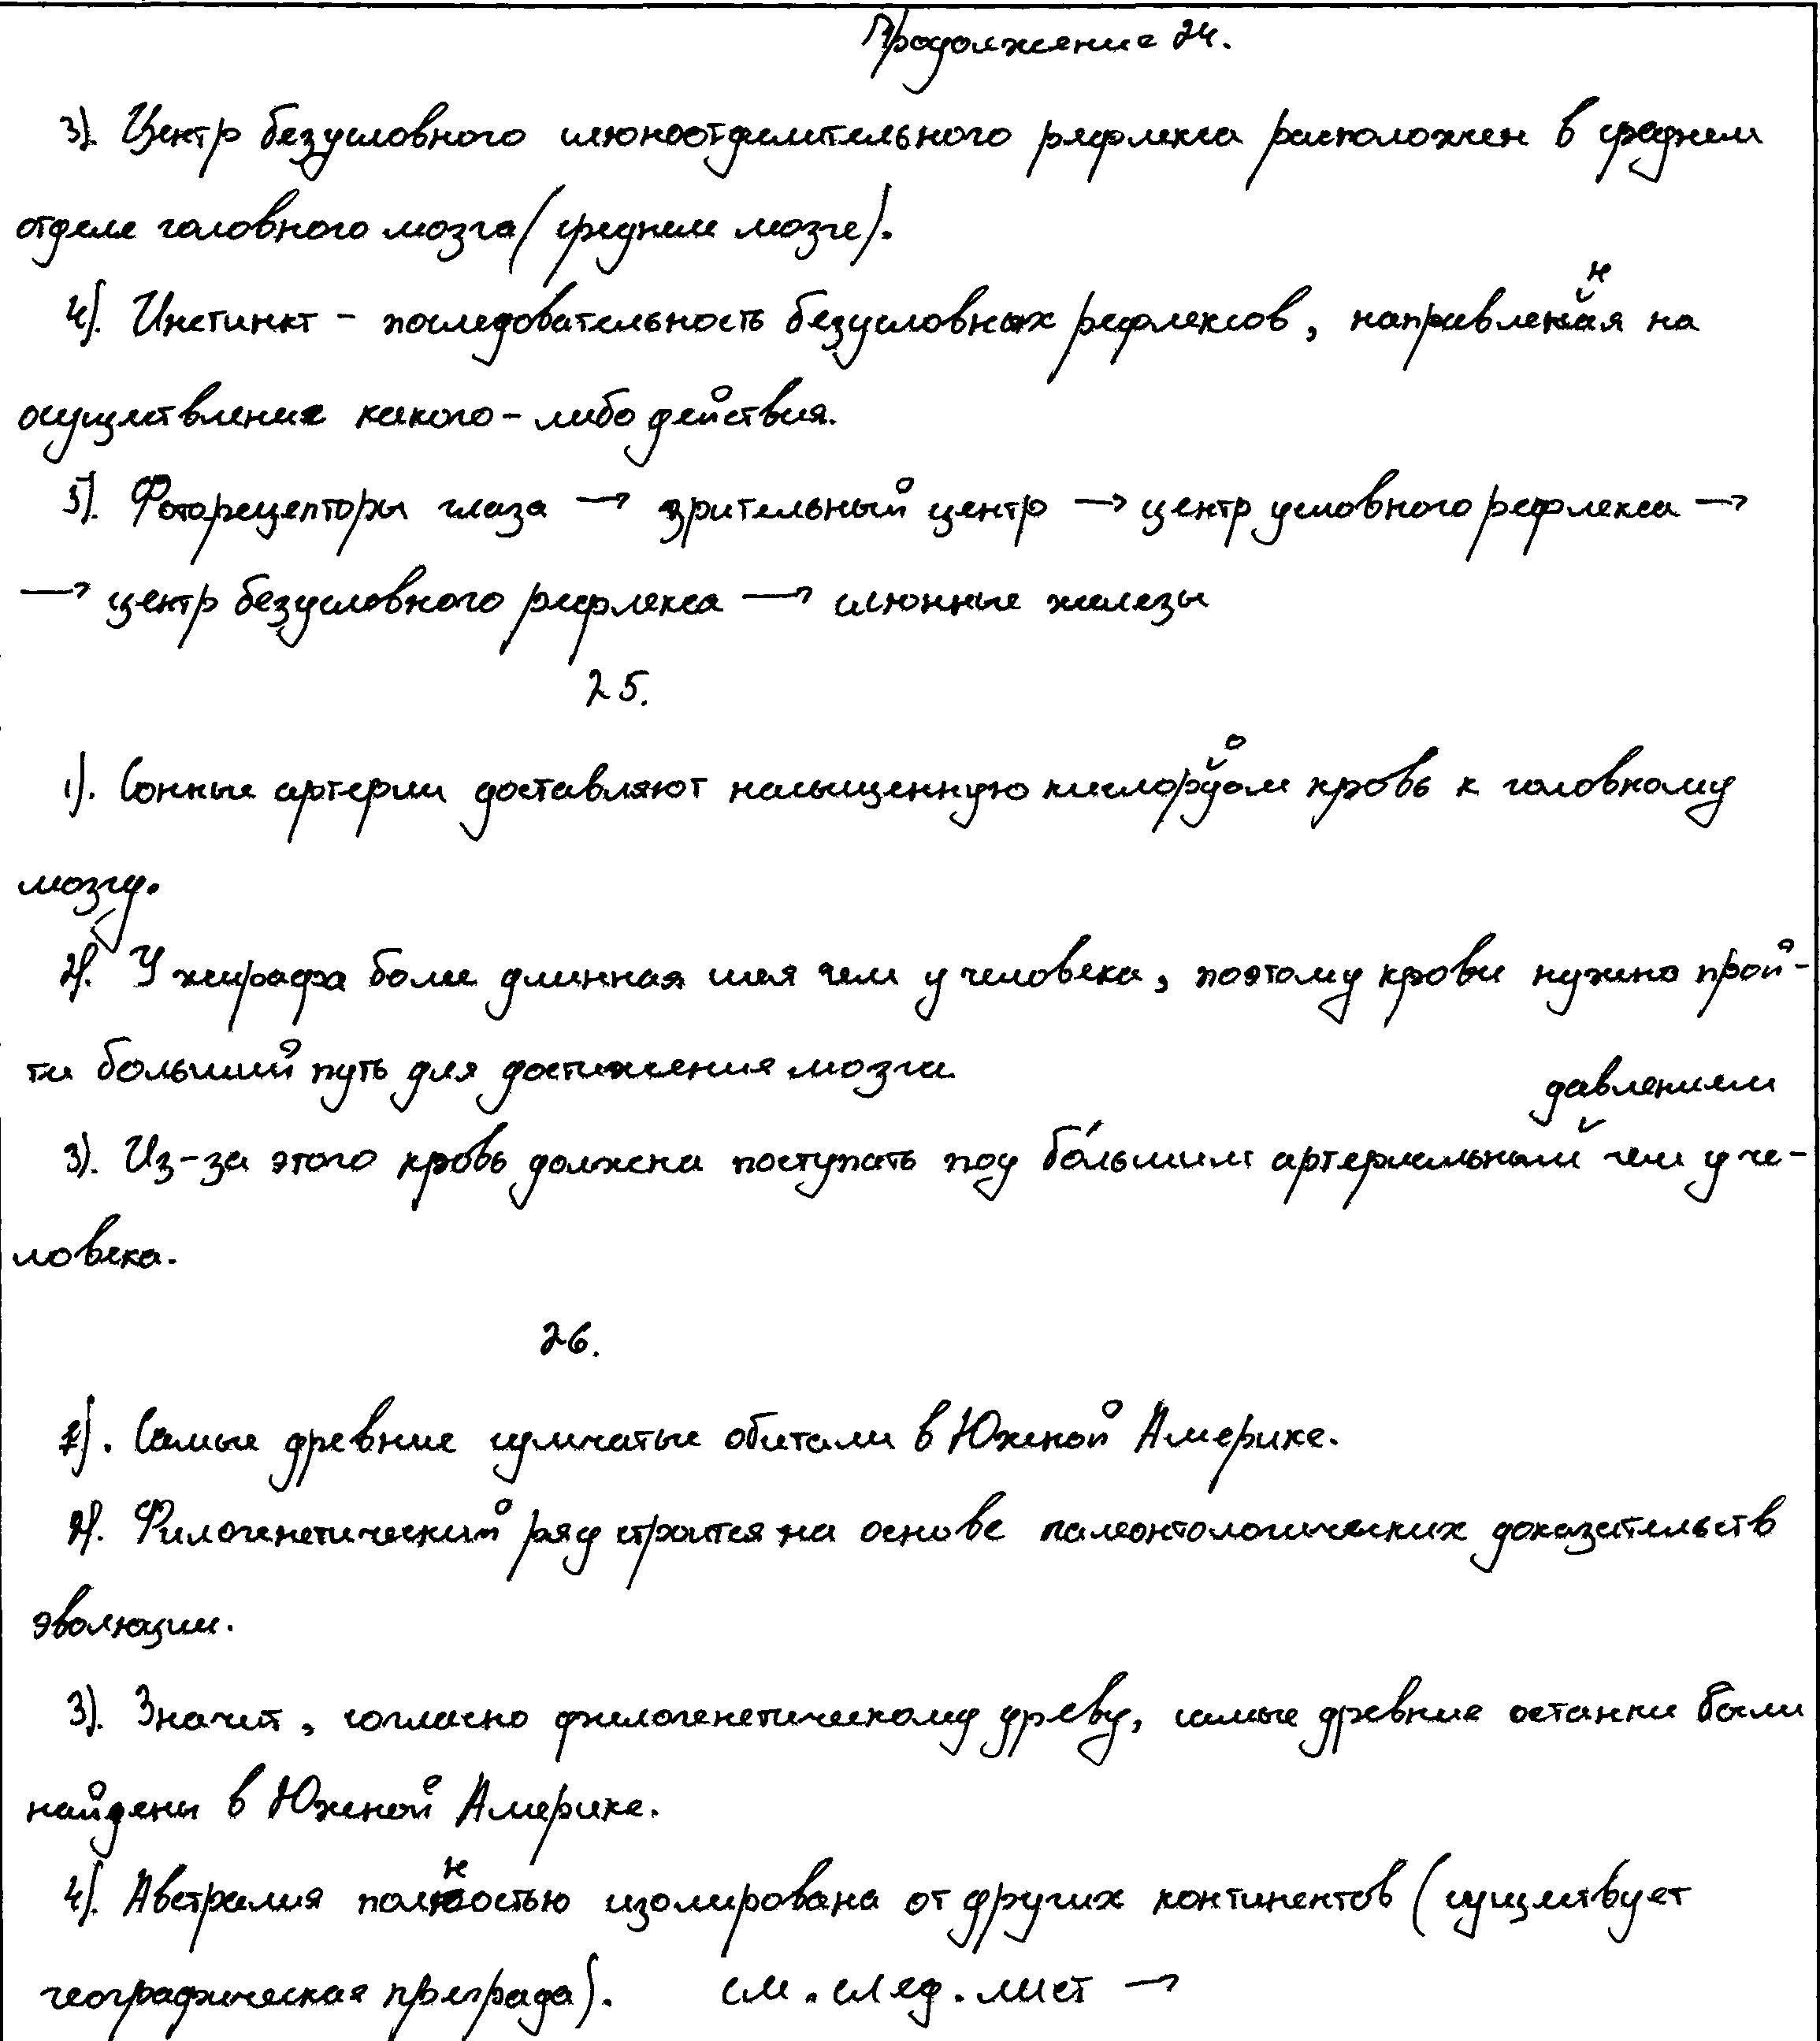 Продолжение 24.
3). Центр безусловного слюноотделительного рефлекса расположен в среднем
отделе головного мозга (среднем мозге).
4). Инстинкт – последовательность безусловных рефлексов, направленная на
осуществление какого-либо действия.
5). Фоторецепторы глаза → зрительный центр → центр условного рефлекса →
→ центр безусловного рефлекса → слюнные железы
25.
1). Сонные артерии доставляют насыщенную кислородом кровь к головному
мозгу.
2). У жирафа более длинная шея чем у человека, поэтому крови нужно прой-
ти больший путь для достижения мозга.
3). Из-за этого кровь должна поступать под бóльшим артериальным давлением чем у че-
ловека.
26.
1). Самые древние сумчатые обитали в Южной Америке.
2). Филогенетический ряд строится на основе палеонтологических доказательств
эволюции.
3). Значит, согласно филогенетическому древу, самые древние останки были
найдены в Южной Америке.
4). Австралия полностью изолирована от других континентов (существует
географическая преграда). см. след. лист →